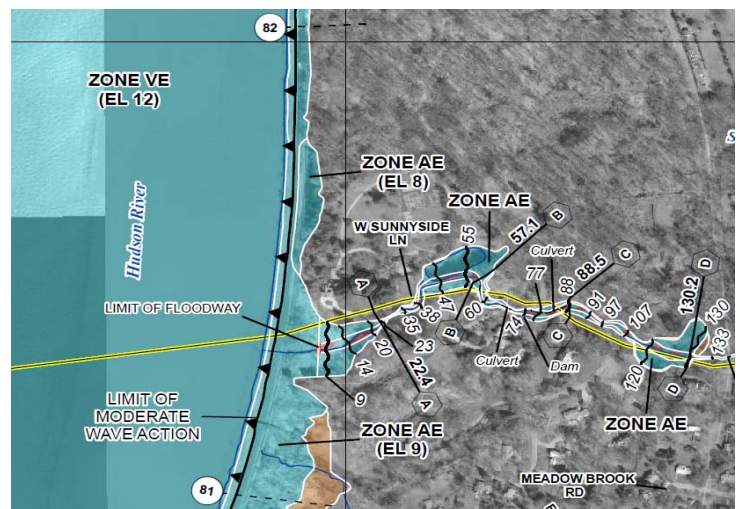 82
ZONE VE
(EL 12)
Hudson River
ZONE AE
(EL 8)
W SUNNYSIDE
LN
ZONE AE
55
57.1
B
Culvert
88.5
C
D
130.2
130
133
A
47
60
77
88
91
97
107
LIMIT OF FLOODWAY
35
38
B
74
C
Culvert
Dam
120
D
ZONE AE
23
20
22.4
14
9
A
LIMIT OF
MODERATE
WAVE ACTION
ZONE AE
(EL 9)
81
MEADOW BROOK
RD
S